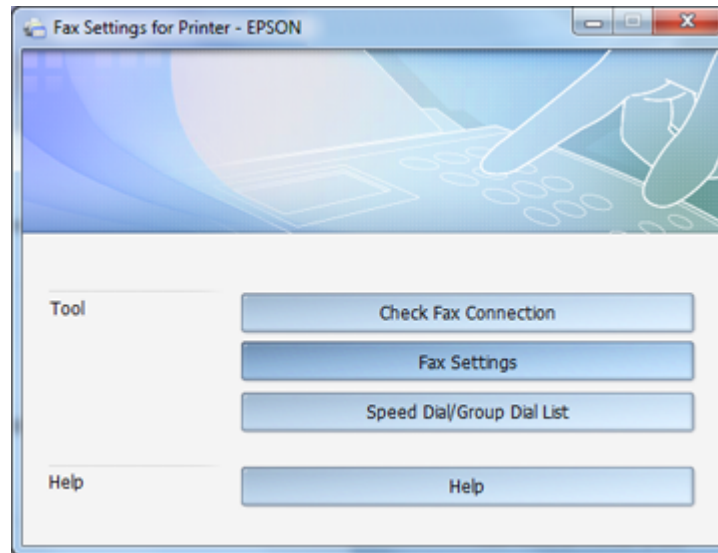 Fax Settings for Printer - EPSON
Tool
Check Fax Connection
Fax Settings
Speed Dial/Group Dial List
Help
Help